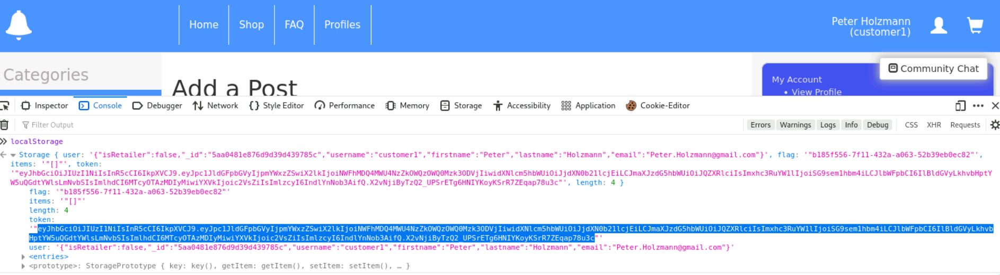 Home
Shop
FAQ
Profiles
Peter Holzmann
(customer1)
Categories
Add a Post
Community Chat
My Account
• View Profile
Inspector
Console
Debugger
Network
Style Editor
Performance
Memory
Storage
Accessibility
Application
Cookie-Editor
Filter Output
Errors
Warnings
Logs
Info
Debug
CSS
XHR
Requests
localStorage
Storage { user: '{"isRetailer":false,"_id":"5aa0481e876d9d39d439785c","username":"customer1","firstname":"Peter","lastname":"Holzmann","email":"Peter.Holzmann@gmail.com"}', flag: '"b185f556-7f11-432a-a063-52b39eb0ec82"',
items: '"[]"', token:
'"eyJhbGciOiJIUzI1NiIsInR5cCI6IkpXVCJ9.eyJpc1JldGFpbGVyIjpmYWxzZSwiX2lkIjoiNWFhMDQ4MWU4NzZkOWQzOWQ0Mzk3ODVjIiwidXNlcm5hbWUiOiJjdXN0b21lcjEiLCJmaXJzdG5hbWUiOiJQZXRlciIsImxhc3RuYW1lIjoiSG9sem1hbm4iLCJlbWFpbCI6IlBldGVyLkhvbHptY
W5uQGdtYWlsLmNvbSIsImlhdCI6MTcyOTAzMDIyMiwiYXVkIjoic2VsZiIsImlzcyI6IndlYnNob3AifQ.X2vNjiByTzQ2_UPSrETg6HNIYKoyKSrR7ZEqap78u3c"', length: 4 }
flag: '"b185f556-7f11-432a-a063-52b39eb0ec82"'
items: '"[]"'
length: 4
token:
'"eyJhbGciOiJIUzI1NiIsInR5cCI6IkpXVCJ9.eyJpc1JldGFpbGVyIjpmYWxzZSwiX2lkIjoiNWFhMDQ4MWU4NzZkOWQzOWQ0Mzk3ODVjIiwidXNlcm5hbWUiOiJjdXN0b21lcjEiLCJmaXJzdG5hbWUiOiJQZXRlciIsImxhc3RuYW1lIjoiSG9sem1hbm4iLCJlbWFpbCI6IlBldGVyLkhvb
HptYW5uQGdtYWlsLmNvbSIsImlhdCI6MTcyOTAzMDIyMiwiYXVkIjoic2VsZiIsImlzcyI6IndlYnNob3AifQ.X2vNjiByTzQ2_UPSrETg6HNIYKoyKSrR7ZEqap78u3c"'
user: '{"isRetailer":false,"_id":"5aa0481e876d9d39d439785c","username":"customer1","firstname":"Peter","lastname":"Holzmann","email":"Peter.Holzmann@gmail.com"}'
<entries>
<prototype>: StoragePrototype { key: key(), getItem: getItem(), setItem: setItem(), … }